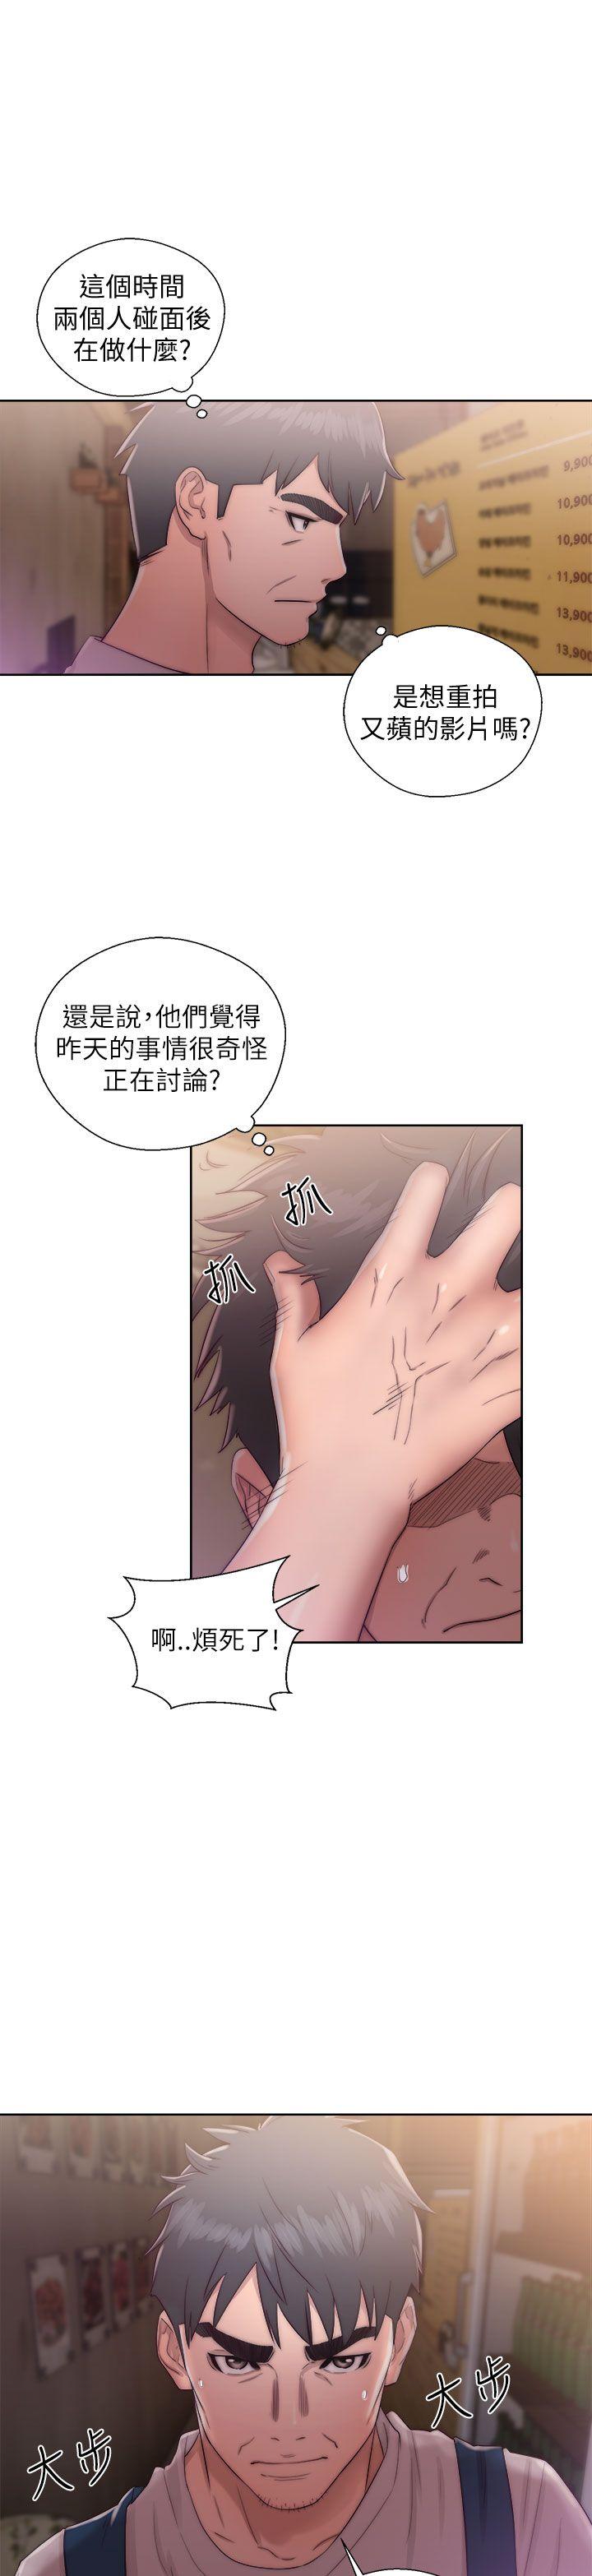 這個時間
兩個人碰面後
在做什麼?
9,900
10,900
10,900
11,900
13,900
13,900
是想重拍
又蘋的影片嗎?
還是說,他們覺得
昨天的事情很奇怪
正在討論?
抓
抓
啊..煩死了!
大步
大步